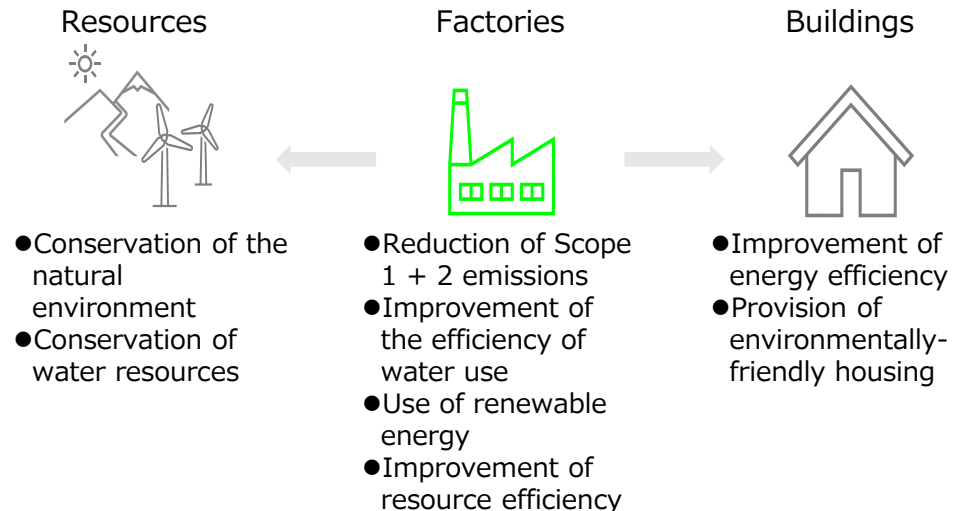 Resources
Factories
Buildings
●Conservation of the
natural
environment
●Conservation of
water resources
●Reduction of Scope
1 + 2 emissions
●Improvement of
the efficiency of
water use
●Use of renewable
energy
●Improvement of
resource efficiency
●Improvement of
energy efficiency
●Provision of
environmentally-
friendly housing